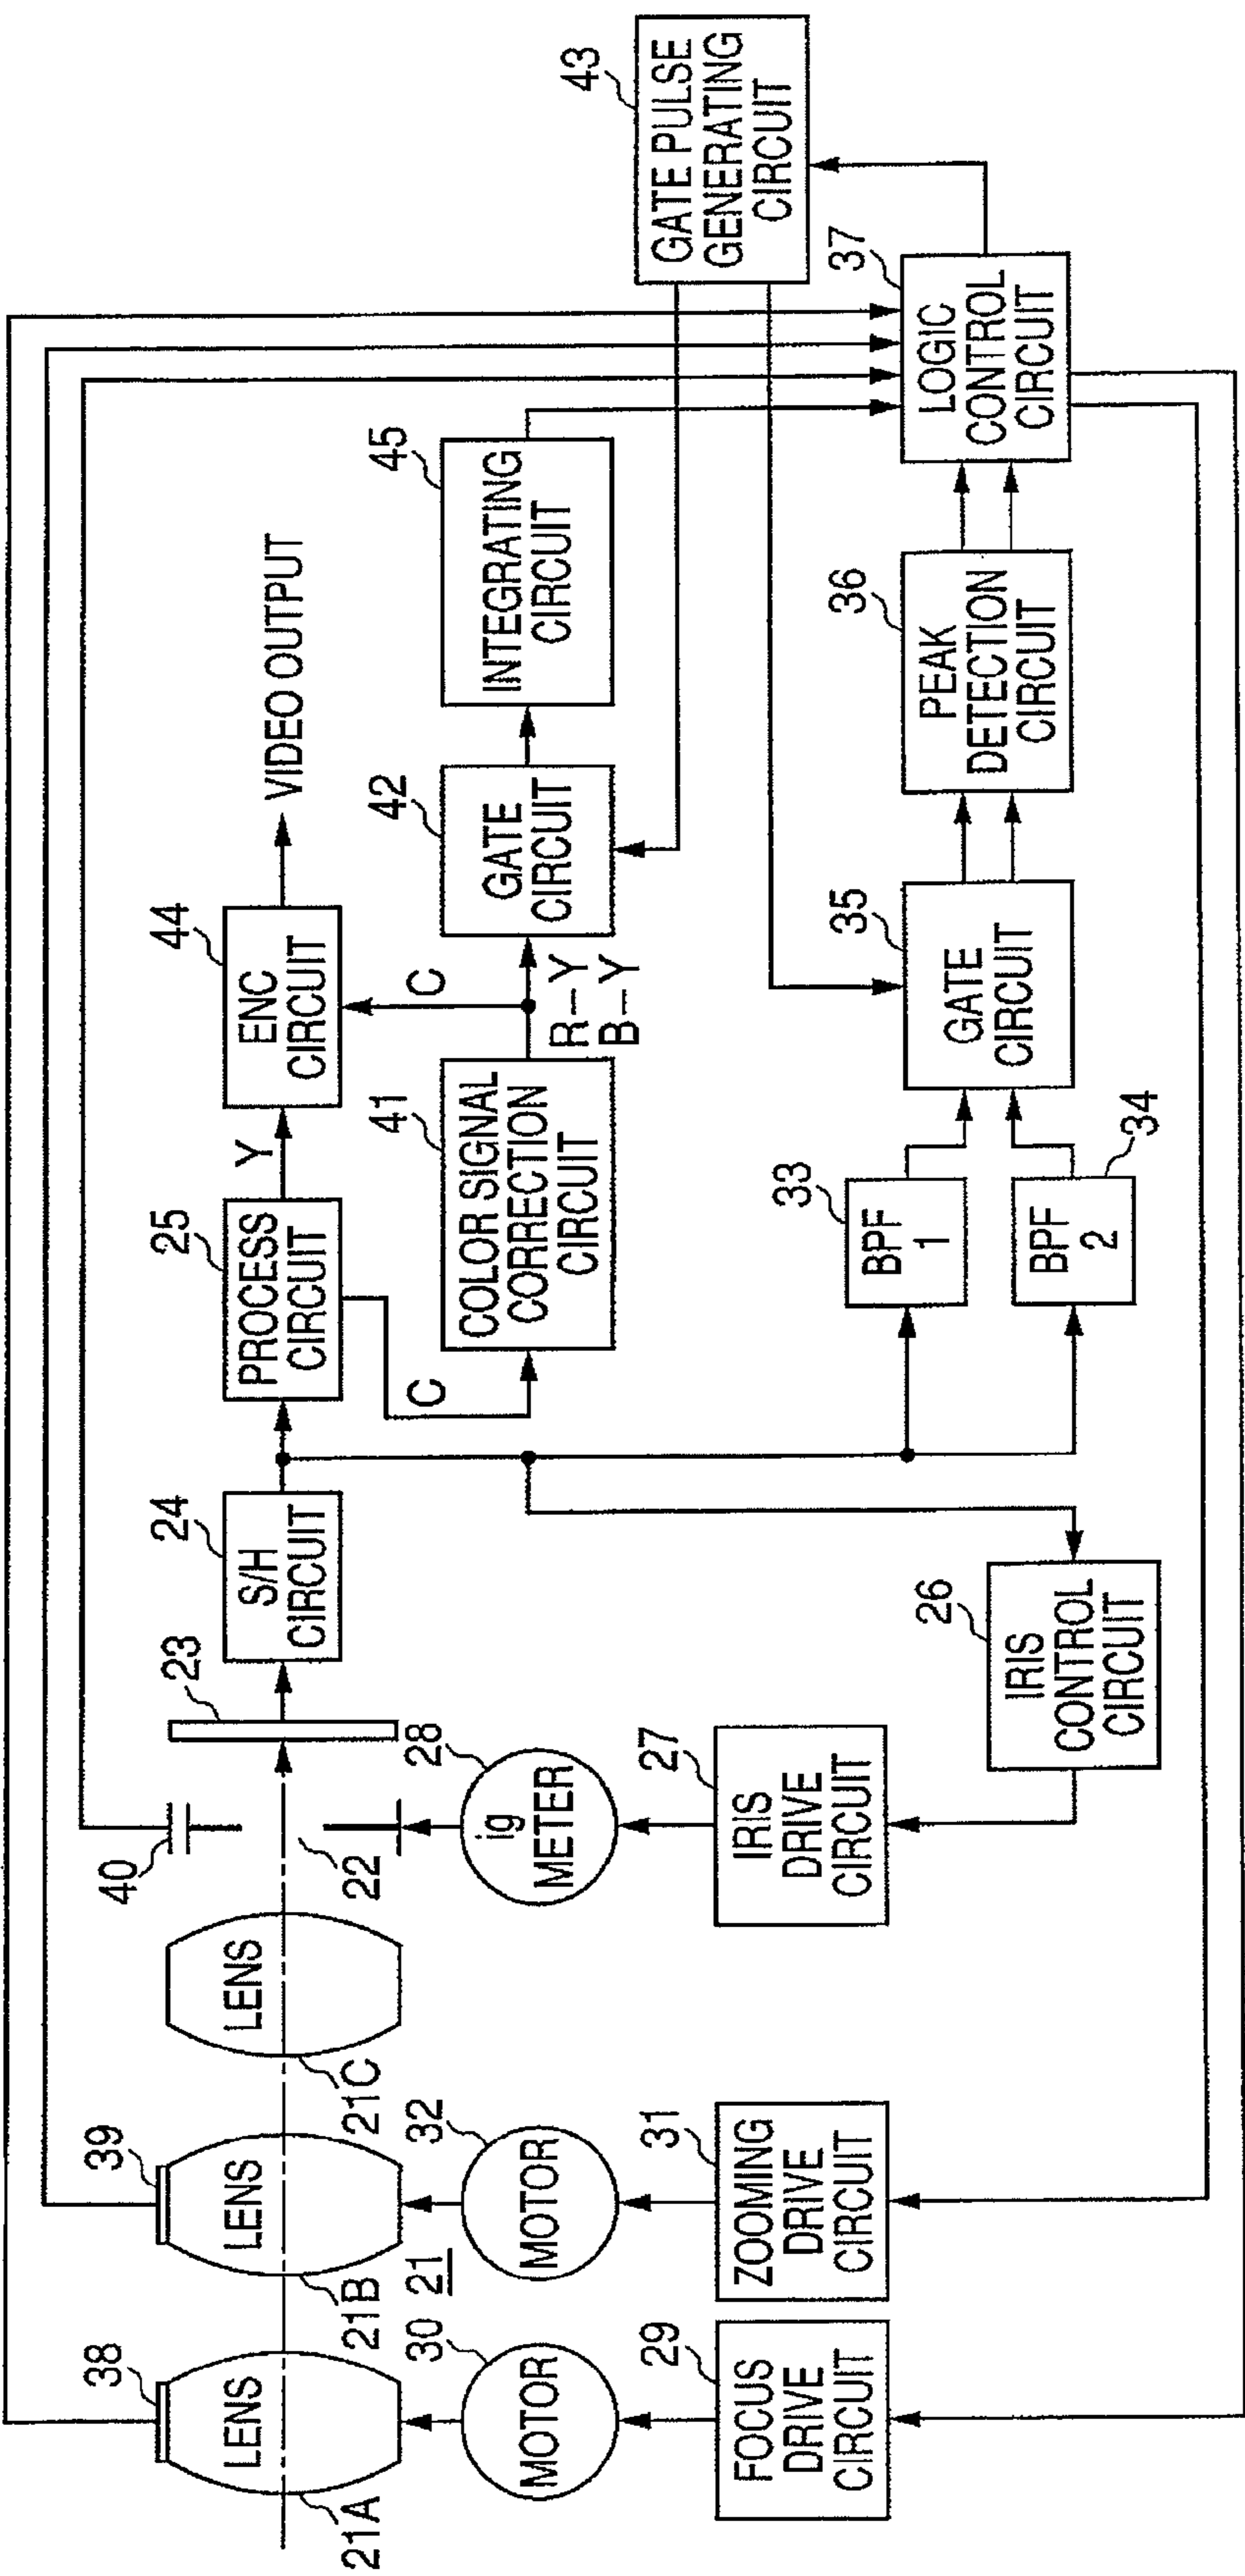 38
LENS
21A
39
LENS
21B
LENS
21C
40
22
23
24
S/H
CIRCUIT
25
PROCESS
CIRCUIT
Y
44
ENC
CIRCUIT
VIDEO OUTPUT
C
41
COLOR SIGNAL
CORRECTION
CIRCUIT
C
R–Y
B–Y
42
GATE
CIRCUIT
45
INTEGRATING
CIRCUIT
43
GATE PULSE
GENERATING
CIRCUIT
30
MOTOR
21
32
MOTOR
28
ig
METER
29
FOCUS
DRIVE
CIRCUIT
31
ZOOMING
DRIVE
CIRCUIT
27
IRIS
DRIVE
CIRCUIT
26
IRIS
CONTROL
CIRCUIT
33
BPF
1
34
BPF
2
35
GATE
CIRCUIT
36
PEAK
DETECTION
CIRCUIT
37
LOGIC
CONTROL
CIRCUIT